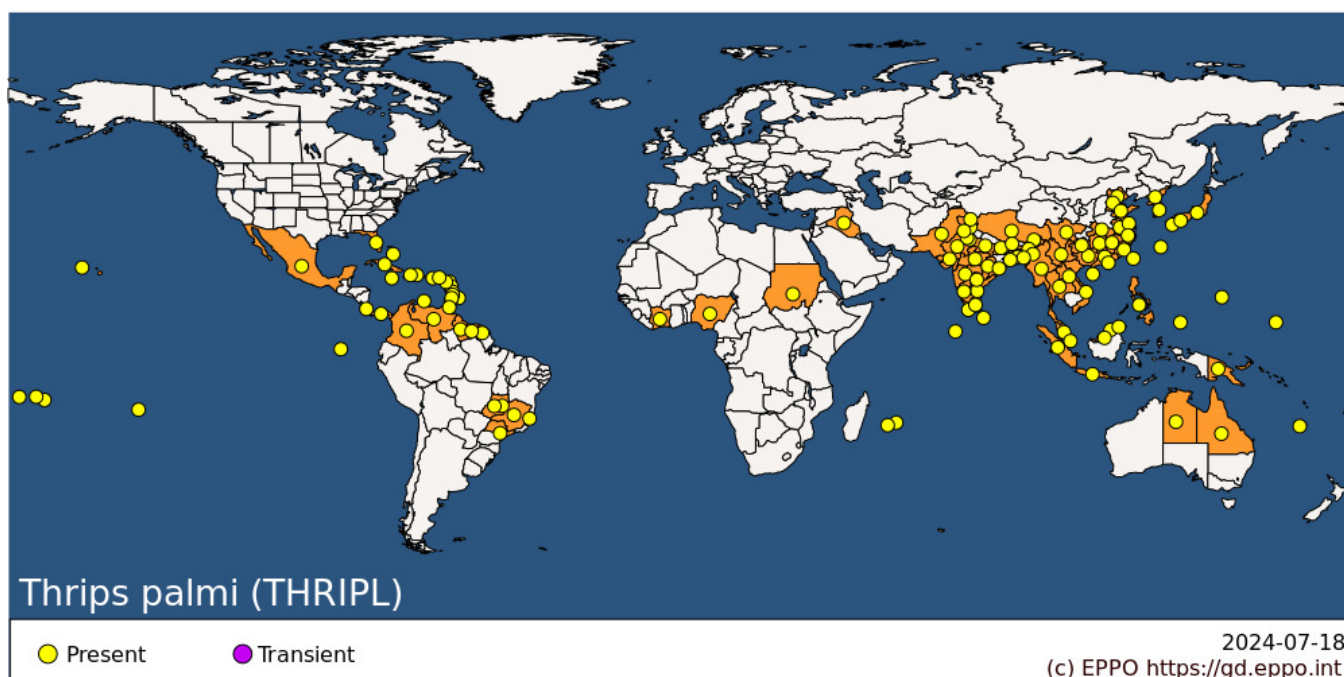 Thrips palmi (THRIPL)
Present
Transient
2024-07-18
(c) EPPO https://gd.eppo.int